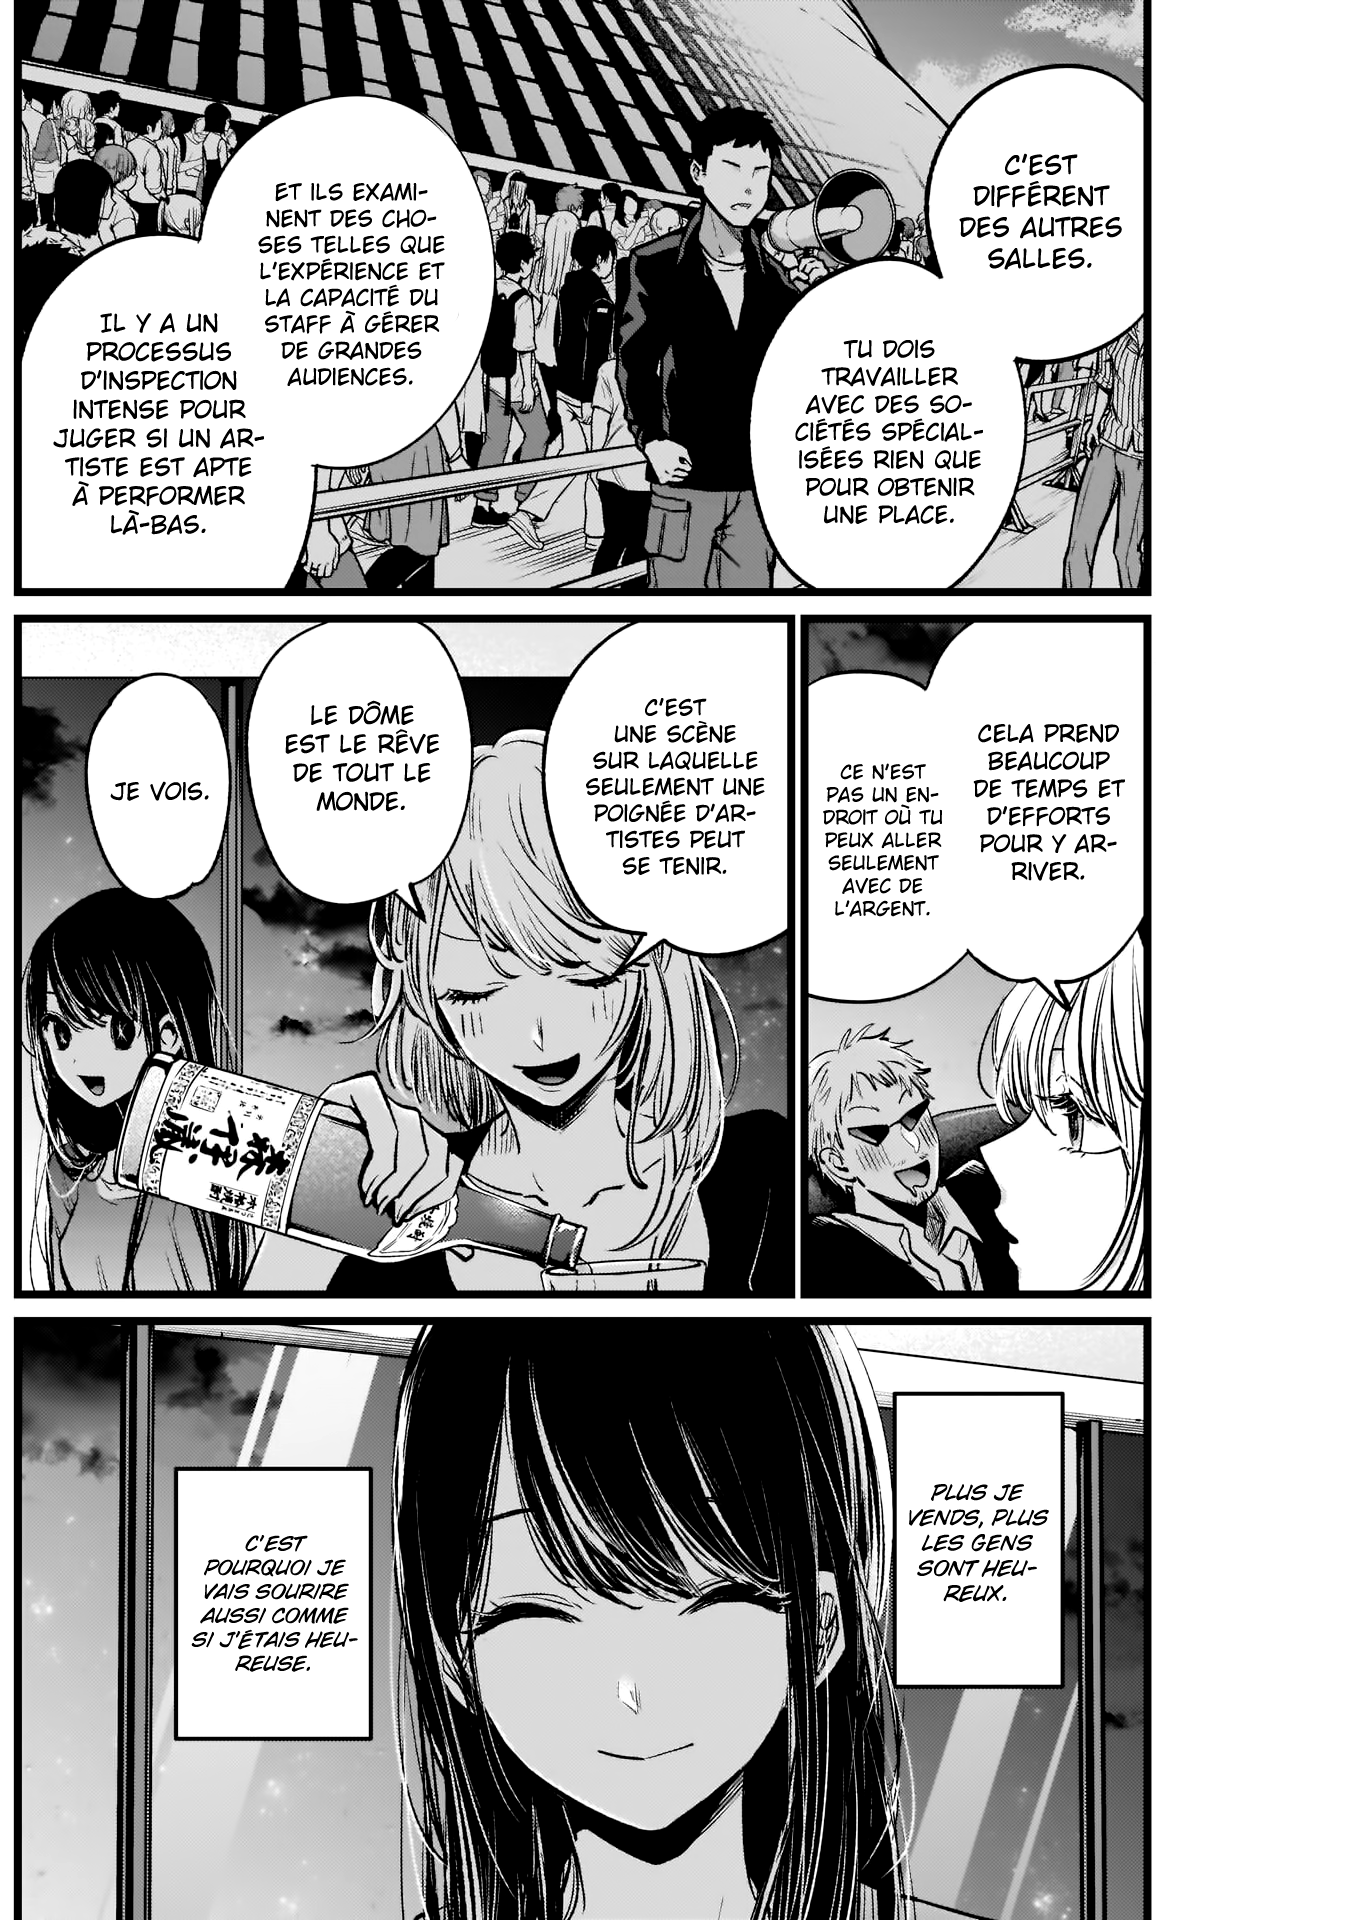 C'EST
DIFFÉRENT
DES AUTRES
SALLES.
TU DOIS
TRAVAILLER
AVEC DES SO-
CIÉTÉS SPÉCIAL-
ISÉES RIEN QUE
POUR OBTENIR
UNE PLACE.
ET ILS EXAMI-
NENT DES CHO-
SES TELLES QUE
L'EXPÉRIENCE ET
LA CAPACITÉ DU
STAFF À GÉRER
DE GRANDES
AUDIENCES.
IL Y A UN
PROCESSUS
D'INSPECTION
INTENSE POUR
JUGER SI UN AR-
TISTE EST APTE
À PERFORMER
LÀ-BAS.
CELA PREND
BEAUCOUP
DE TEMPS ET
D'EFFORTS
POUR Y AR-
RIVER.
CE N'EST
PAS UN EN-
DROIT OÙ TU
PEUX ALLER
SEULEMENT
AVEC DE
L'ARGENT.
C'EST
UNE SCÈNE
SUR LAQUELLE
SEULEMENT UNE
POIGNÉE D'AR-
TISTES PEUT
SE TENIR.
LE DÔME
EST LE RÊVE
DE TOUT LE
MONDE.
JE VOIS.
PLUS JE
VENDS, PLUS
LES GENS
SONT HEU-
REUX.
C'EST
POURQUOI JE
VAIS SOURIRE
AUSSI COMME
SI J'ÉTAIS HEU-
REUSE.